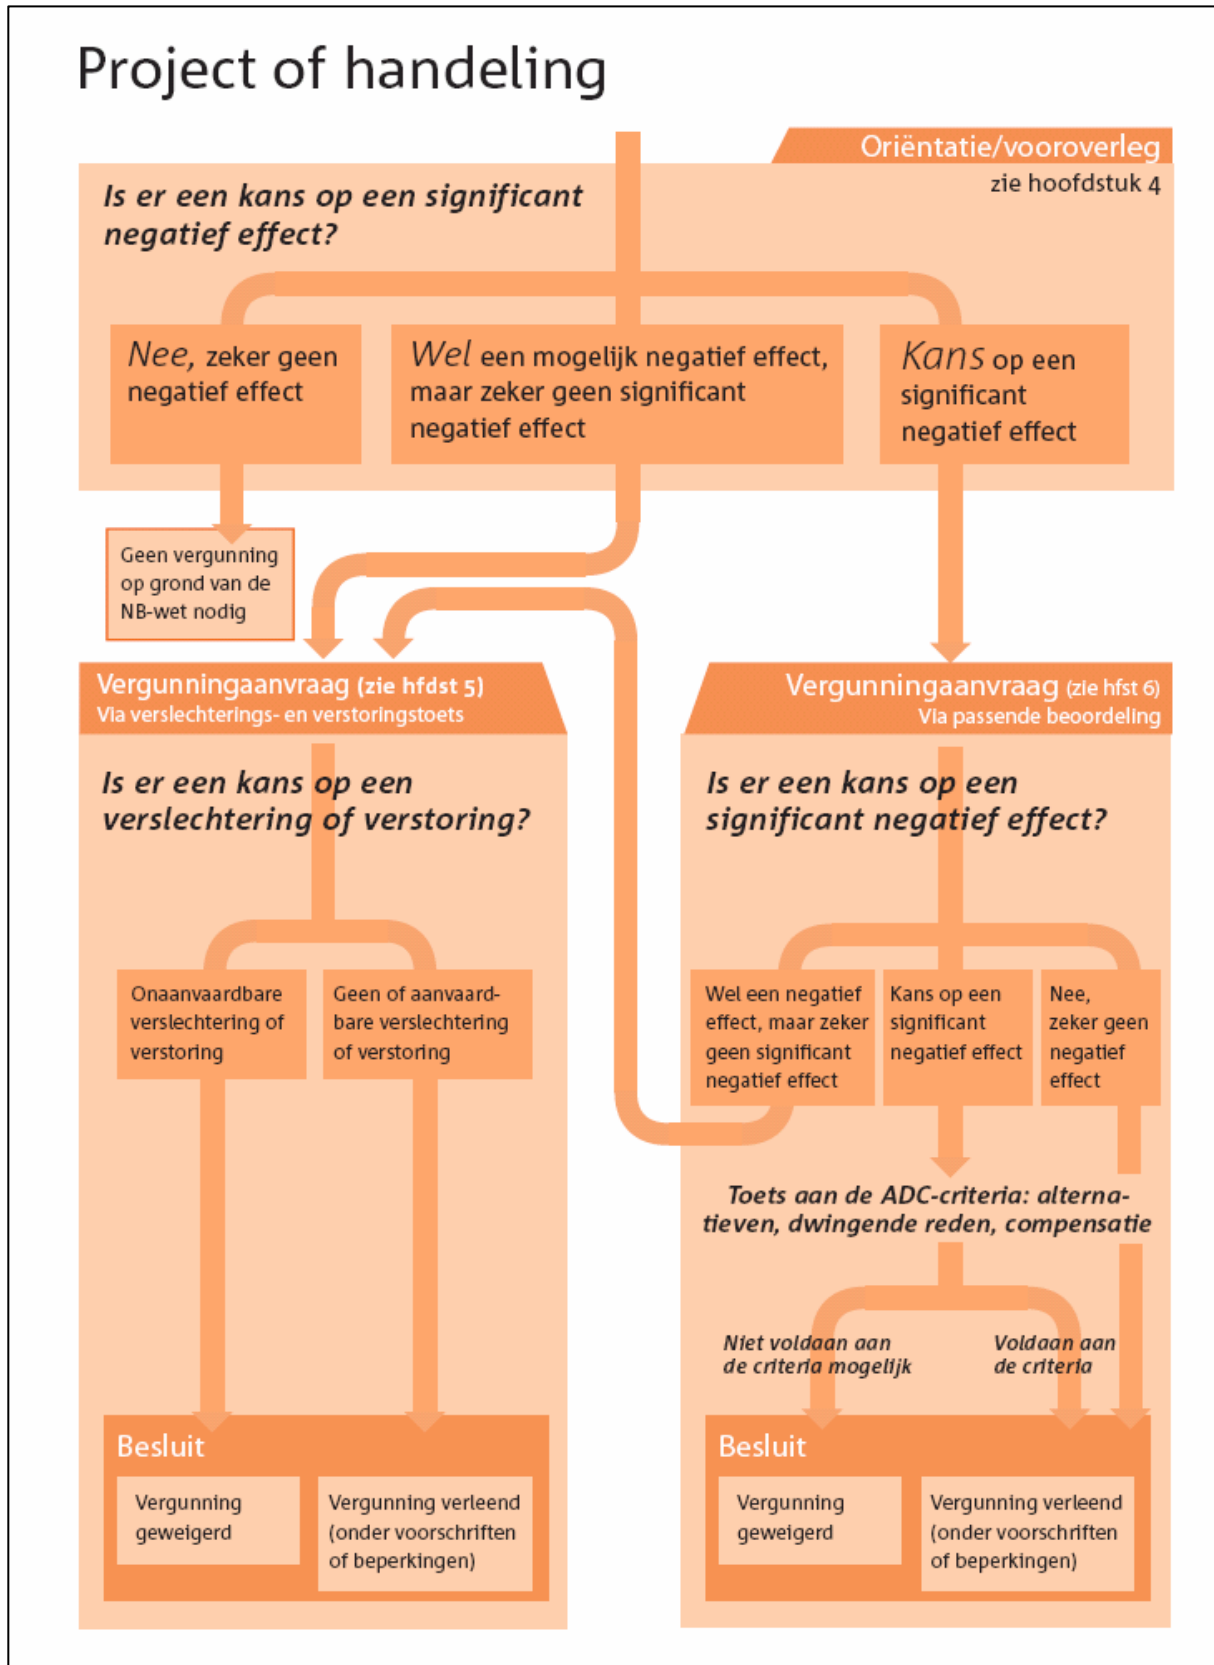 Project of handeling
Oriëntatie/vooroverleg
zie hoofdstuk 4
Is er een kans op een significant
negatief effect?
Nee, zeker geen
negatief effect
Wel een mogelijk negatief effect,
maar zeker geen significant
negatief effect
Kans op een
significant
negatief effect
Geen vergunning
op grond van de
NB-wet nodig
Vergunningaanvraag (zie hfdst 5)
Via verslechterings- en verstoringstoets
Is er een kans op een
verslechtering of verstoring?
Onaanvaardbare
verslechtering of
verstoring
Geen of aanvaard-
bare verslechtering
of verstoring
Besluit
Vergunning
geweigerd
Vergunning verleend
(onder voorschriften
of beperkingen)
Vergunningaanvraag (zie hfst 6)
Via passende beoordeling
Is er een kans op een
significant negatief effect?
Wel een negatief
effect, maar zeker
geen significant
negatief effect
Kans op een
significant
negatief effect
Nee,
zeker geen
negatief
effect
Toets aan de ADC-criteria: alterna-
tieven, dwingende reden, compensatie
Niet voldaan aan
de criteria mogelijk
Voldaan aan
de criteria
Besluit
Vergunning
geweigerd
Vergunning verleend
(onder voorschriften
of beperkingen)